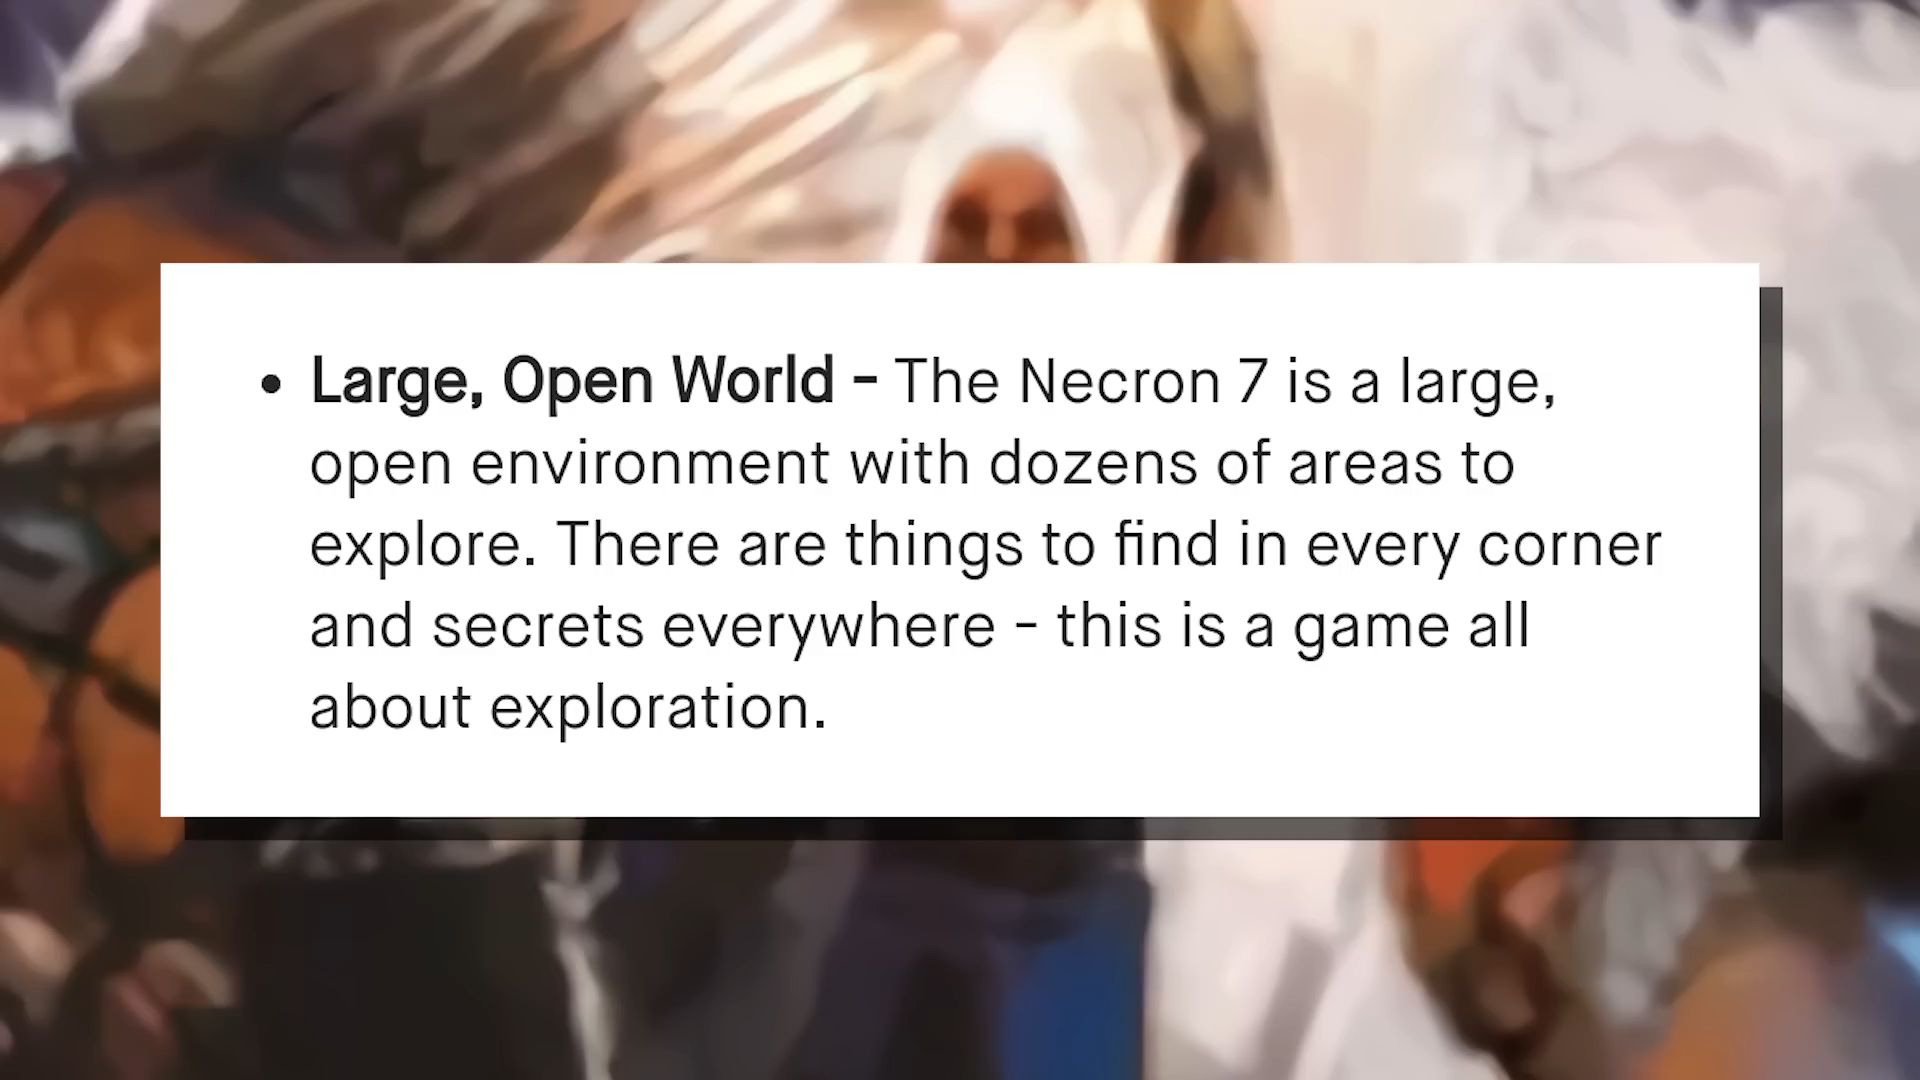 • Large, Open World - The Necron 7 is a large,
open environment with dozens of areas to
explore. There are things to find in every corner
and secrets everywhere - this is a game all
about exploration.